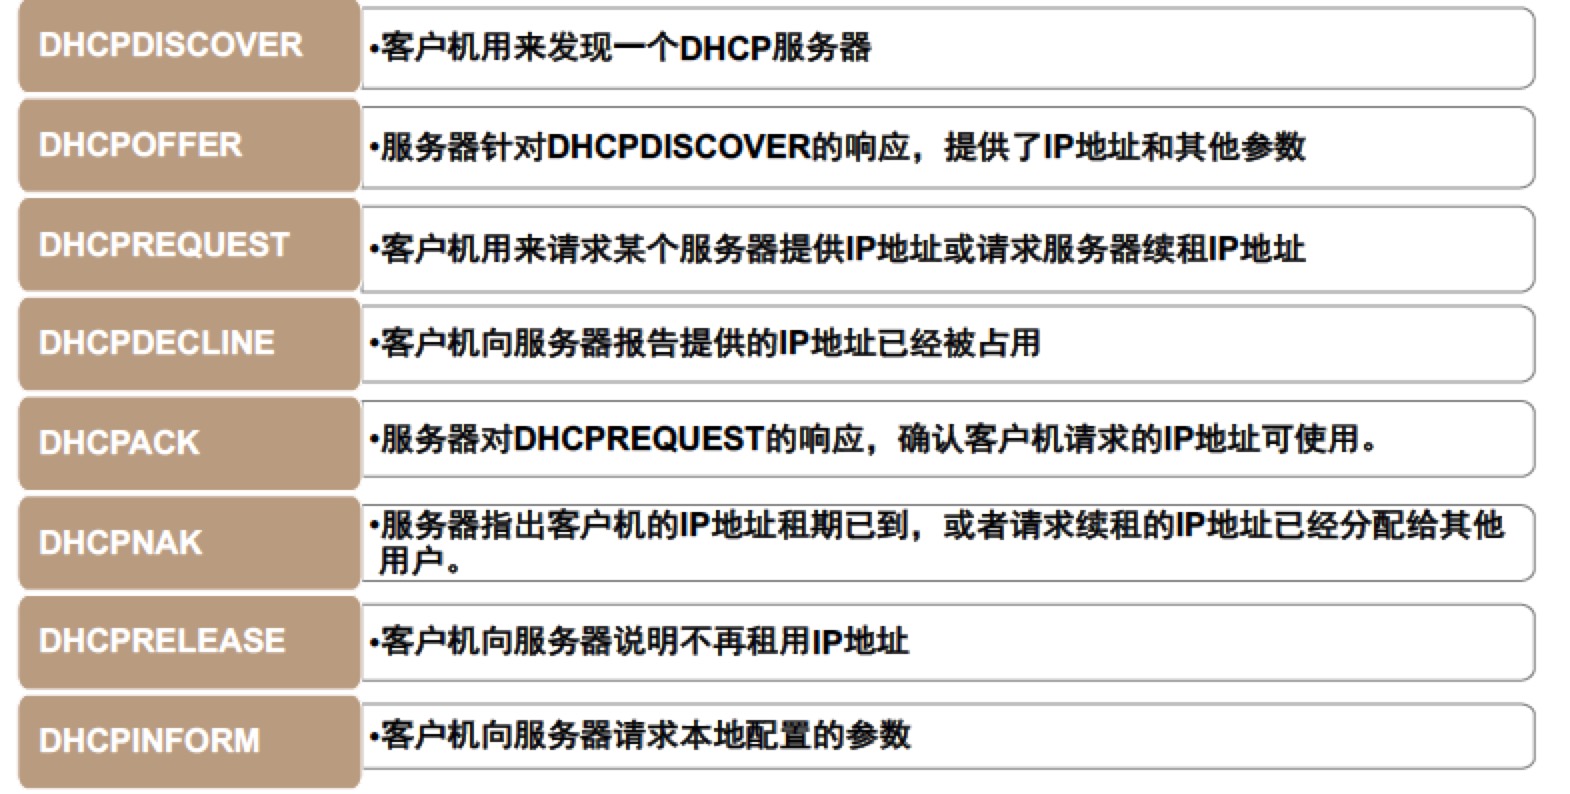 DHCPDISCOVER
•客户机用来发现一个DHCP服务器
DHCPOFFER
•服务器针对DHCPDISCOVER的响应，提供了IP地址和其他参数
DHCPREQUEST
•客户机用来请求某个服务器提供IP地址或请求服务器续租IP地址
DHCPDECLINE
•客户机向服务器报告提供的IP地址已经被占用
DHCPACK
•服务器对DHCPREQUEST的响应，确认客户机请求的IP地址可使用。
DHCPNAK
•服务器指出客户机的IP地址租期已到，或者请求续租的IP地址已经分配给其他
用户。
DHCPRELEASE
•客户机向服务器说明不再租用IP地址
DHCPINFORM
•客户机向服务器请求本地配置的参数